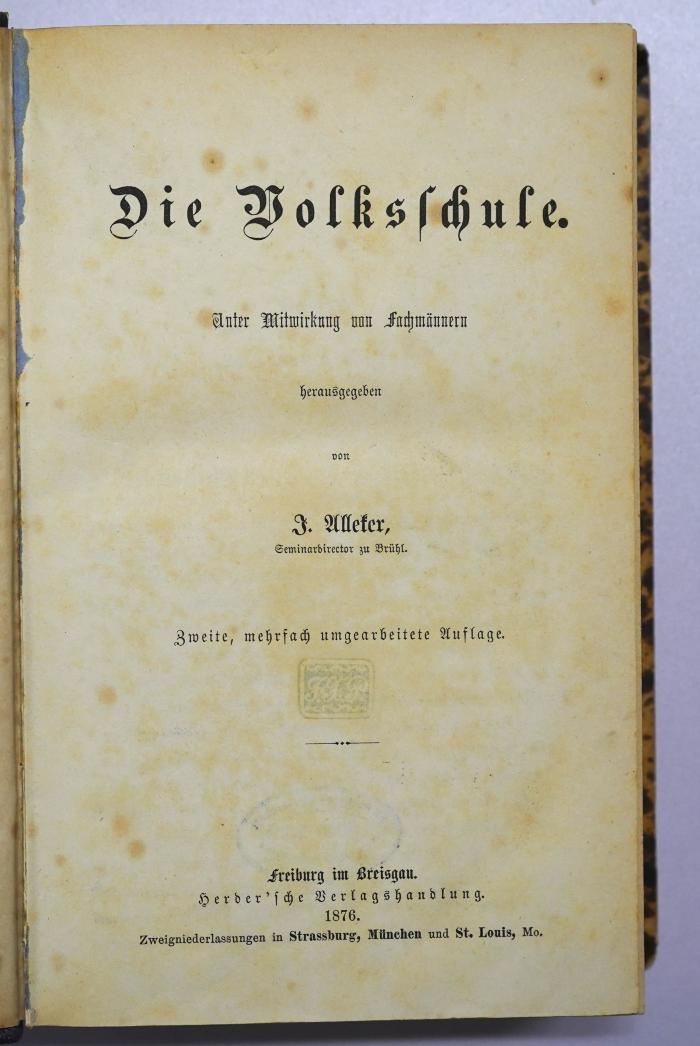 Die Volksschule.
Unter Mitwirkung von Fachmännern
herausgegeben
von
J. Alleker,
Seminardirector zu Brühl.
Zweite, mehrfach umgearbeitete Auflage.
Freiburg im Breisgau.
Herder'sche Verlagshandlung.
1876.
Zweigniederlassungen in Strassburg, München und St. Louis, Mo.